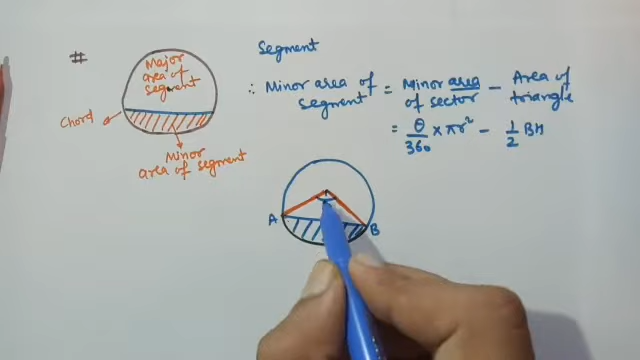 #
Major
area of
segment
Chord
Minor
area of segment
Segment
∴ Minor area of segment = Minor area of sector - Area of triangle
= θ/360 × πr² - 1/2 BH
A
B